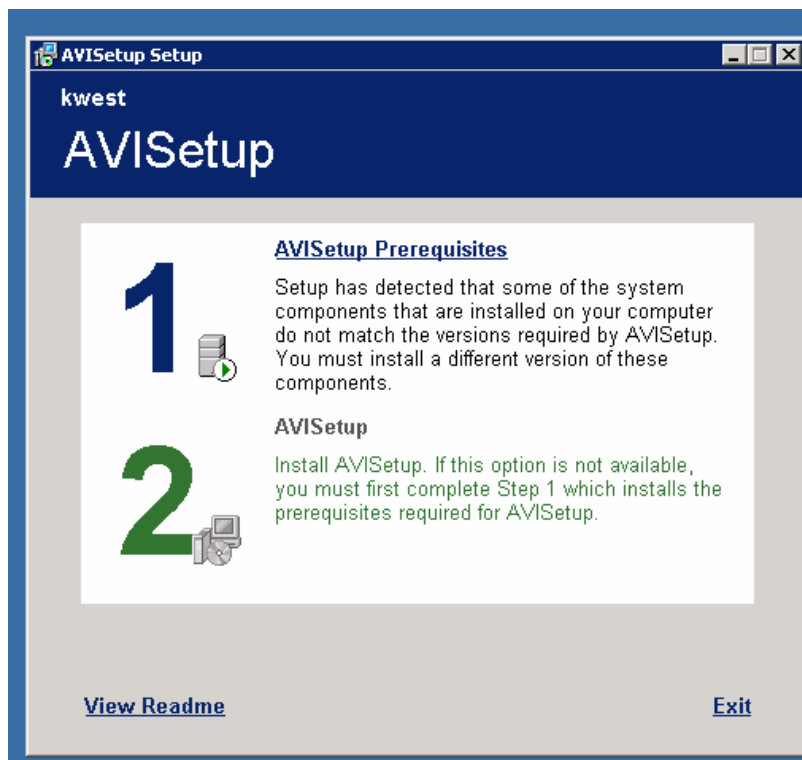 AVISetup Setup
kwest
AVISetup
1
AVISetup Prerequisites
Setup has detected that some of the system
components that are installed on your computer
do not match the versions required by AVISetup.
You must install a different version of these
components.
2
AVISetup
Install AVISetup. If this option is not available,
you must first complete Step 1 which installs the
prerequisites required for AVISetup.
View Readme
Exit